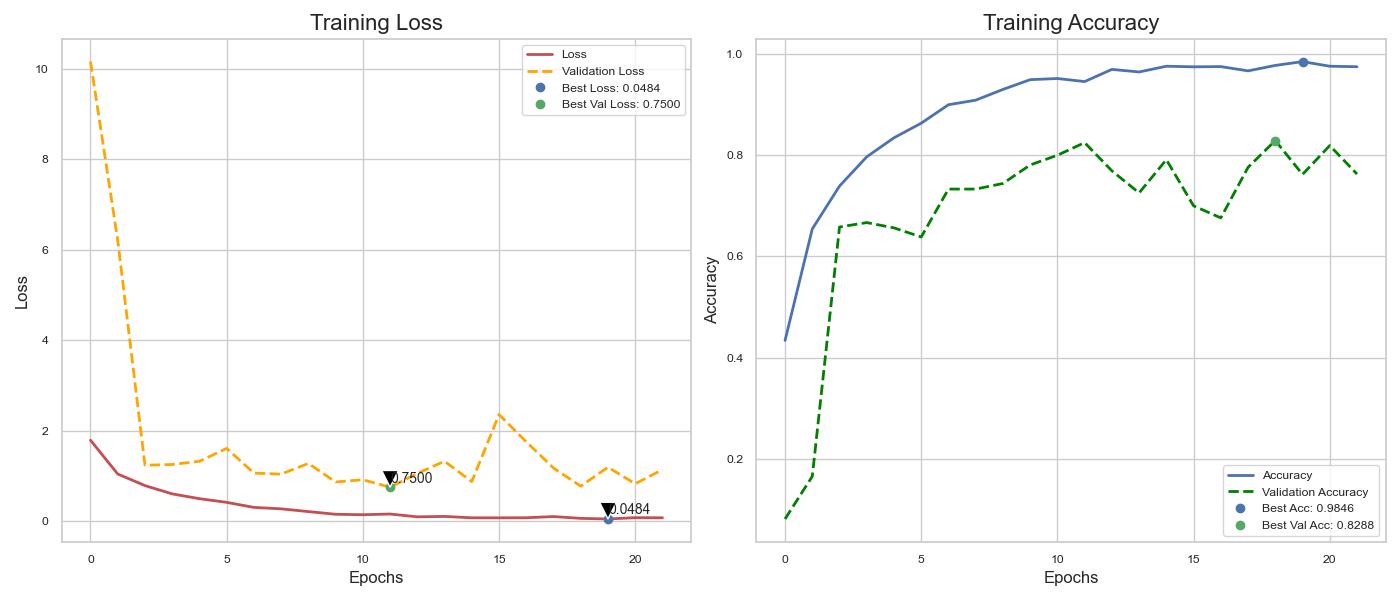 Training Loss
Loss
Validation Loss
Best Loss: 0.0484
Best Val Loss: 0.7500
10
8
6
4
2
0
Loss
0.7500
0.0484
0
5
10
15
20
Epochs
Training Accuracy
1.0
0.8
0.6
0.4
0.2
Accuracy
Accuracy
Validation Accuracy
Best Acc: 0.9846
Best Val Acc: 0.8288
0
5
10
15
20
Epochs